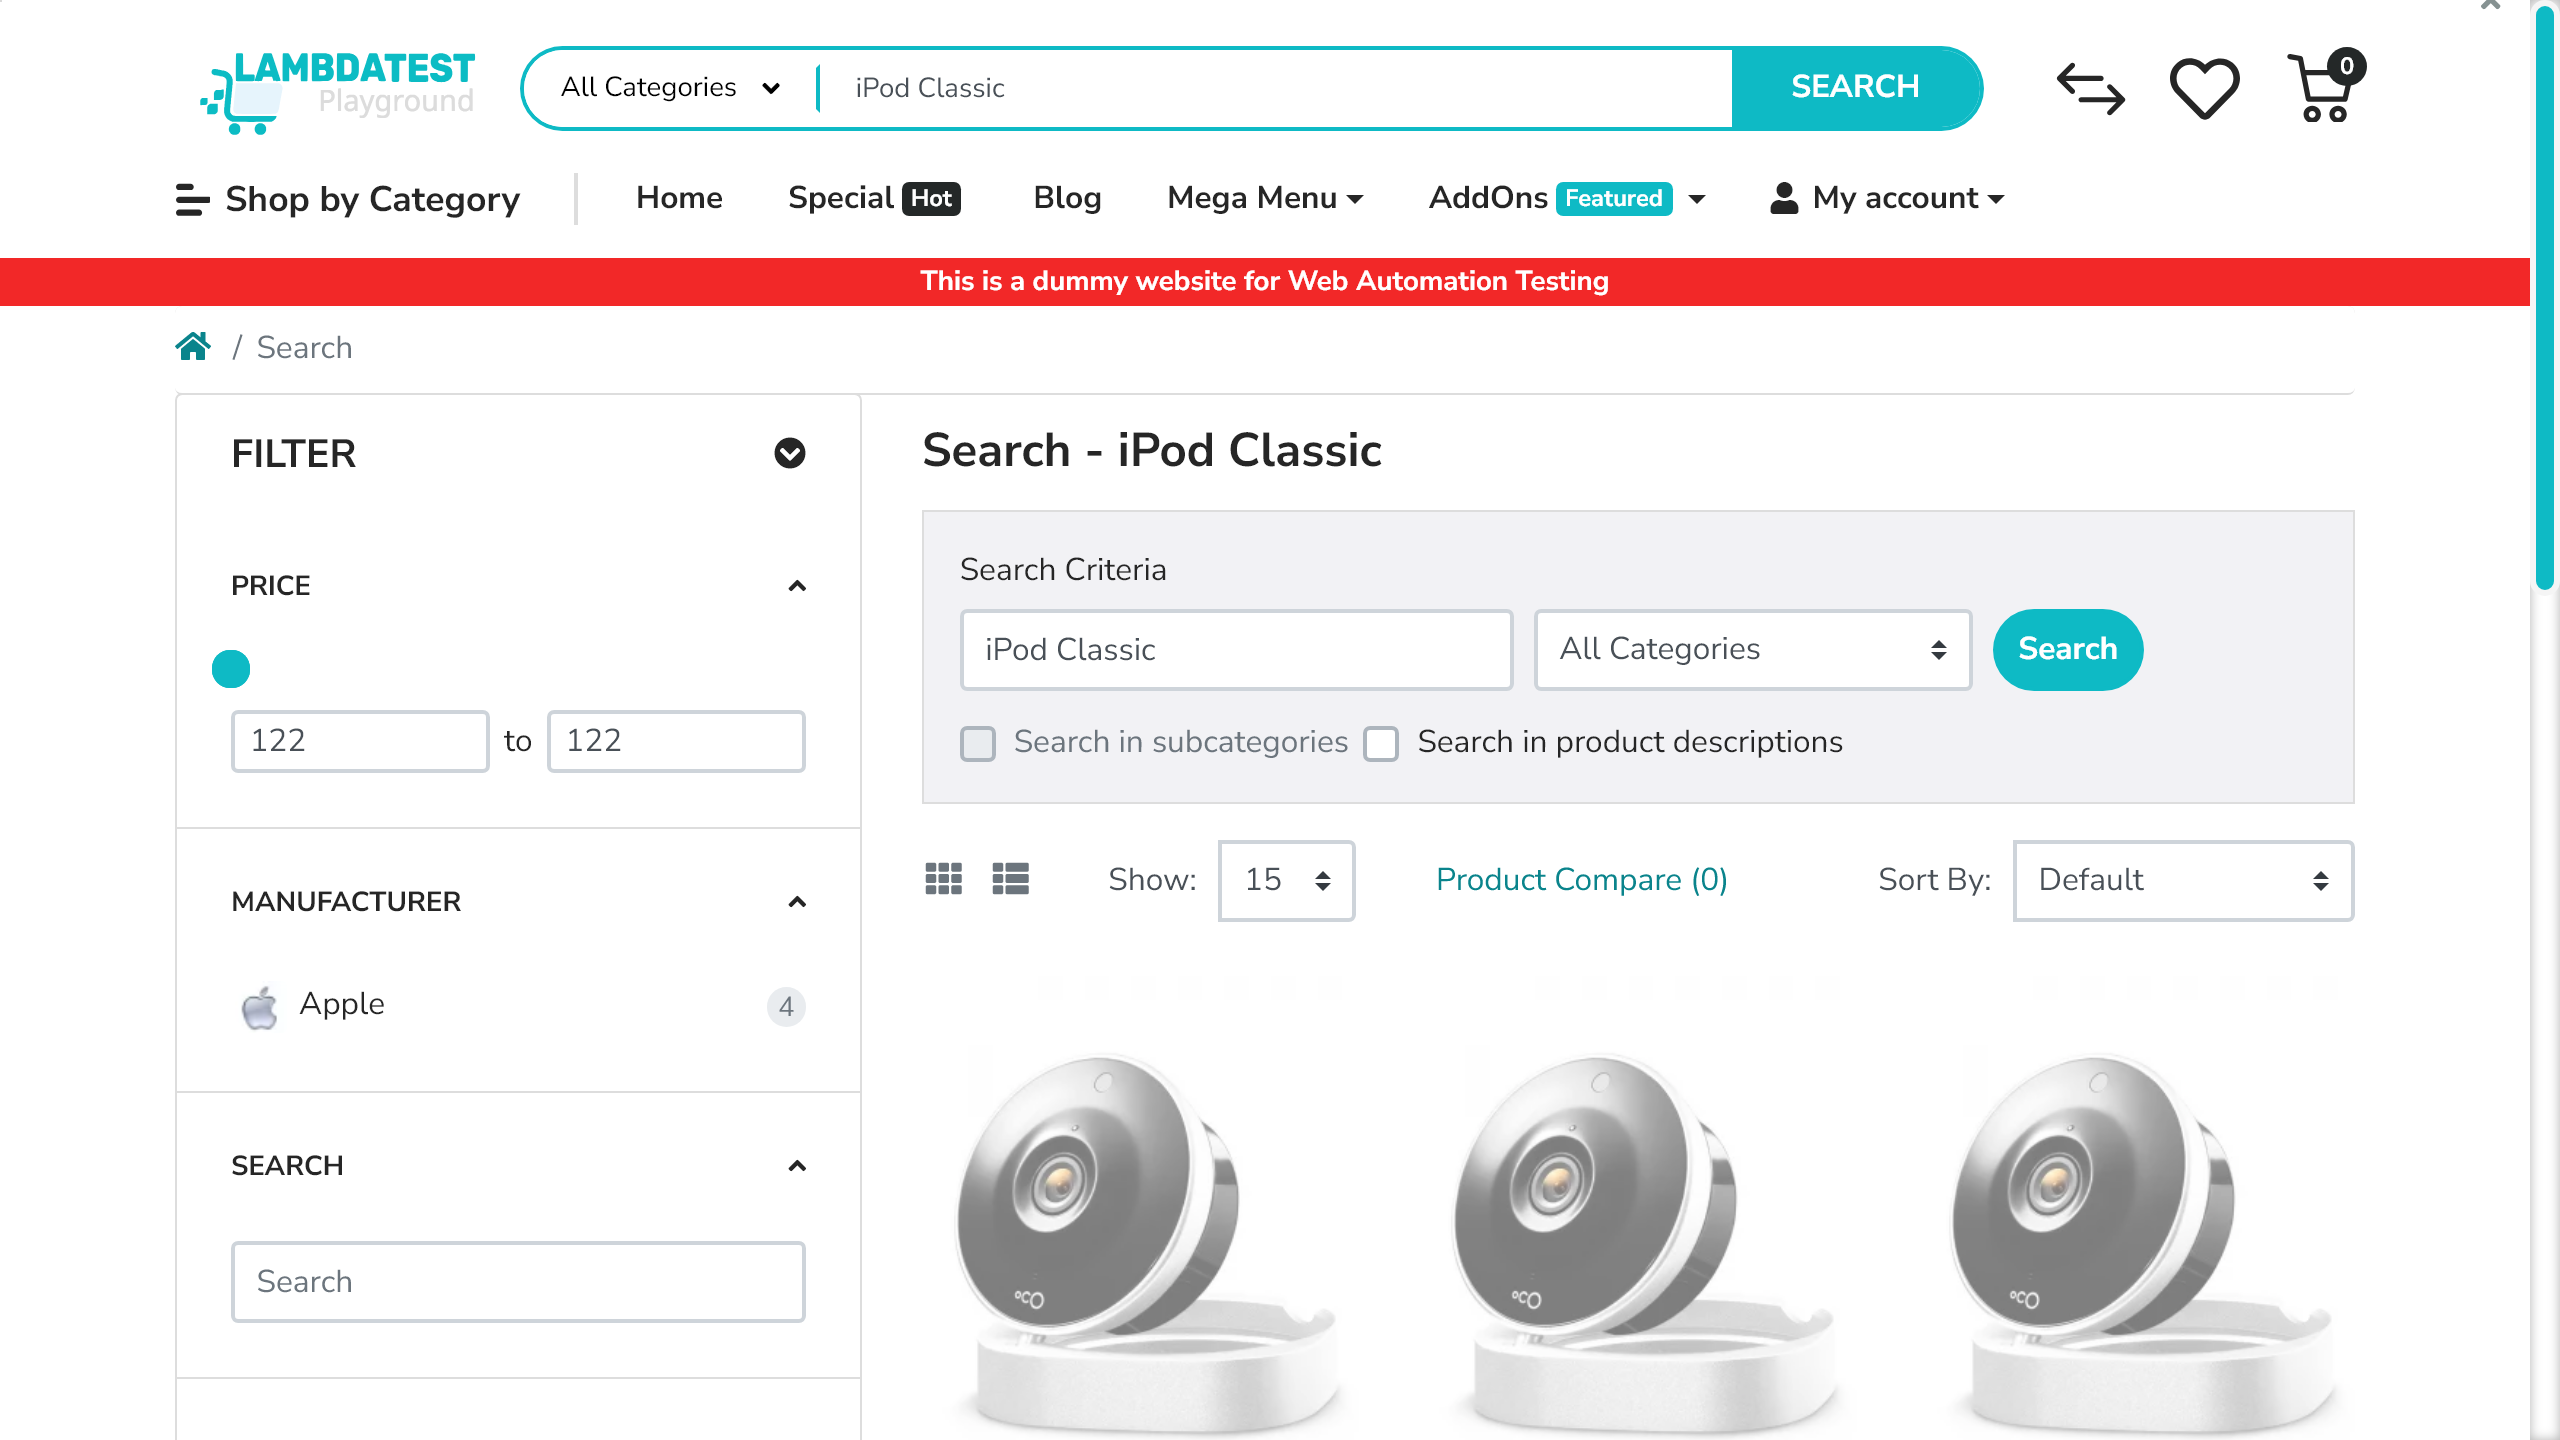 LAMBDATEST
Playground
All Categories
iPod Classic
SEARCH
0
Shop by Category
Home
Special Hot
Blog
Mega Menu
AddOns Featured
My account
This is a dummy website for Web Automation Testing
/ Search
FILTER
PRICE
122 to 122
MANUFACTURER
Apple 4
SEARCH
Search
Search - iPod Classic
Search Criteria
iPod Classic
All Categories
Search
Search in subcategories
Search in product descriptions
Show: 15
Product Compare (0)
Sort By: Default
oco
oco
oco